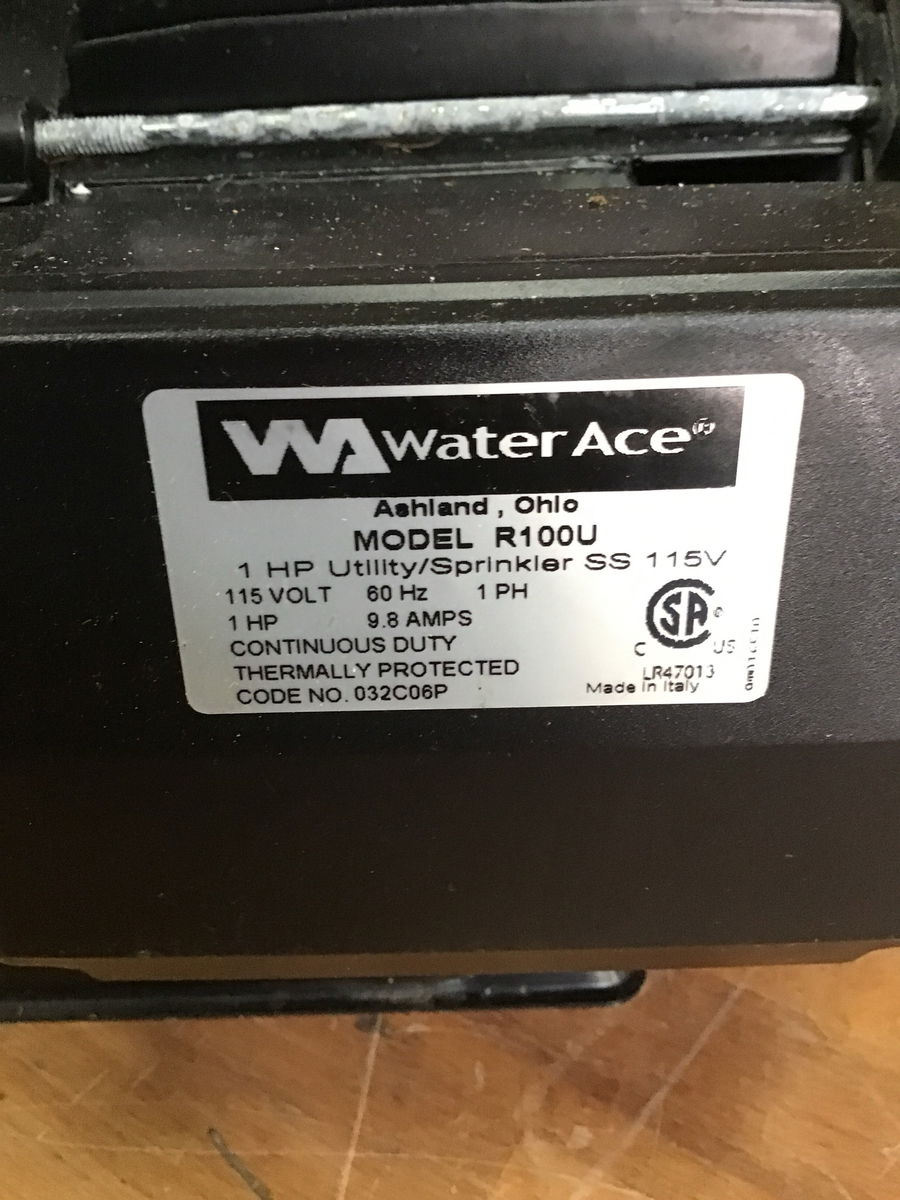 WA Water Ace®
Ashland , Ohio
MODEL R100U
1 HP Utility/Sprinkler SS 115V
115 VOLT 60 Hz 1 PH
1 HP 9.8 AMPS
CONTINUOUS DUTY
THERMALLY PROTECTED
CODE NO. 032C06P
SA ®
C US
LR47013
Made in Italy